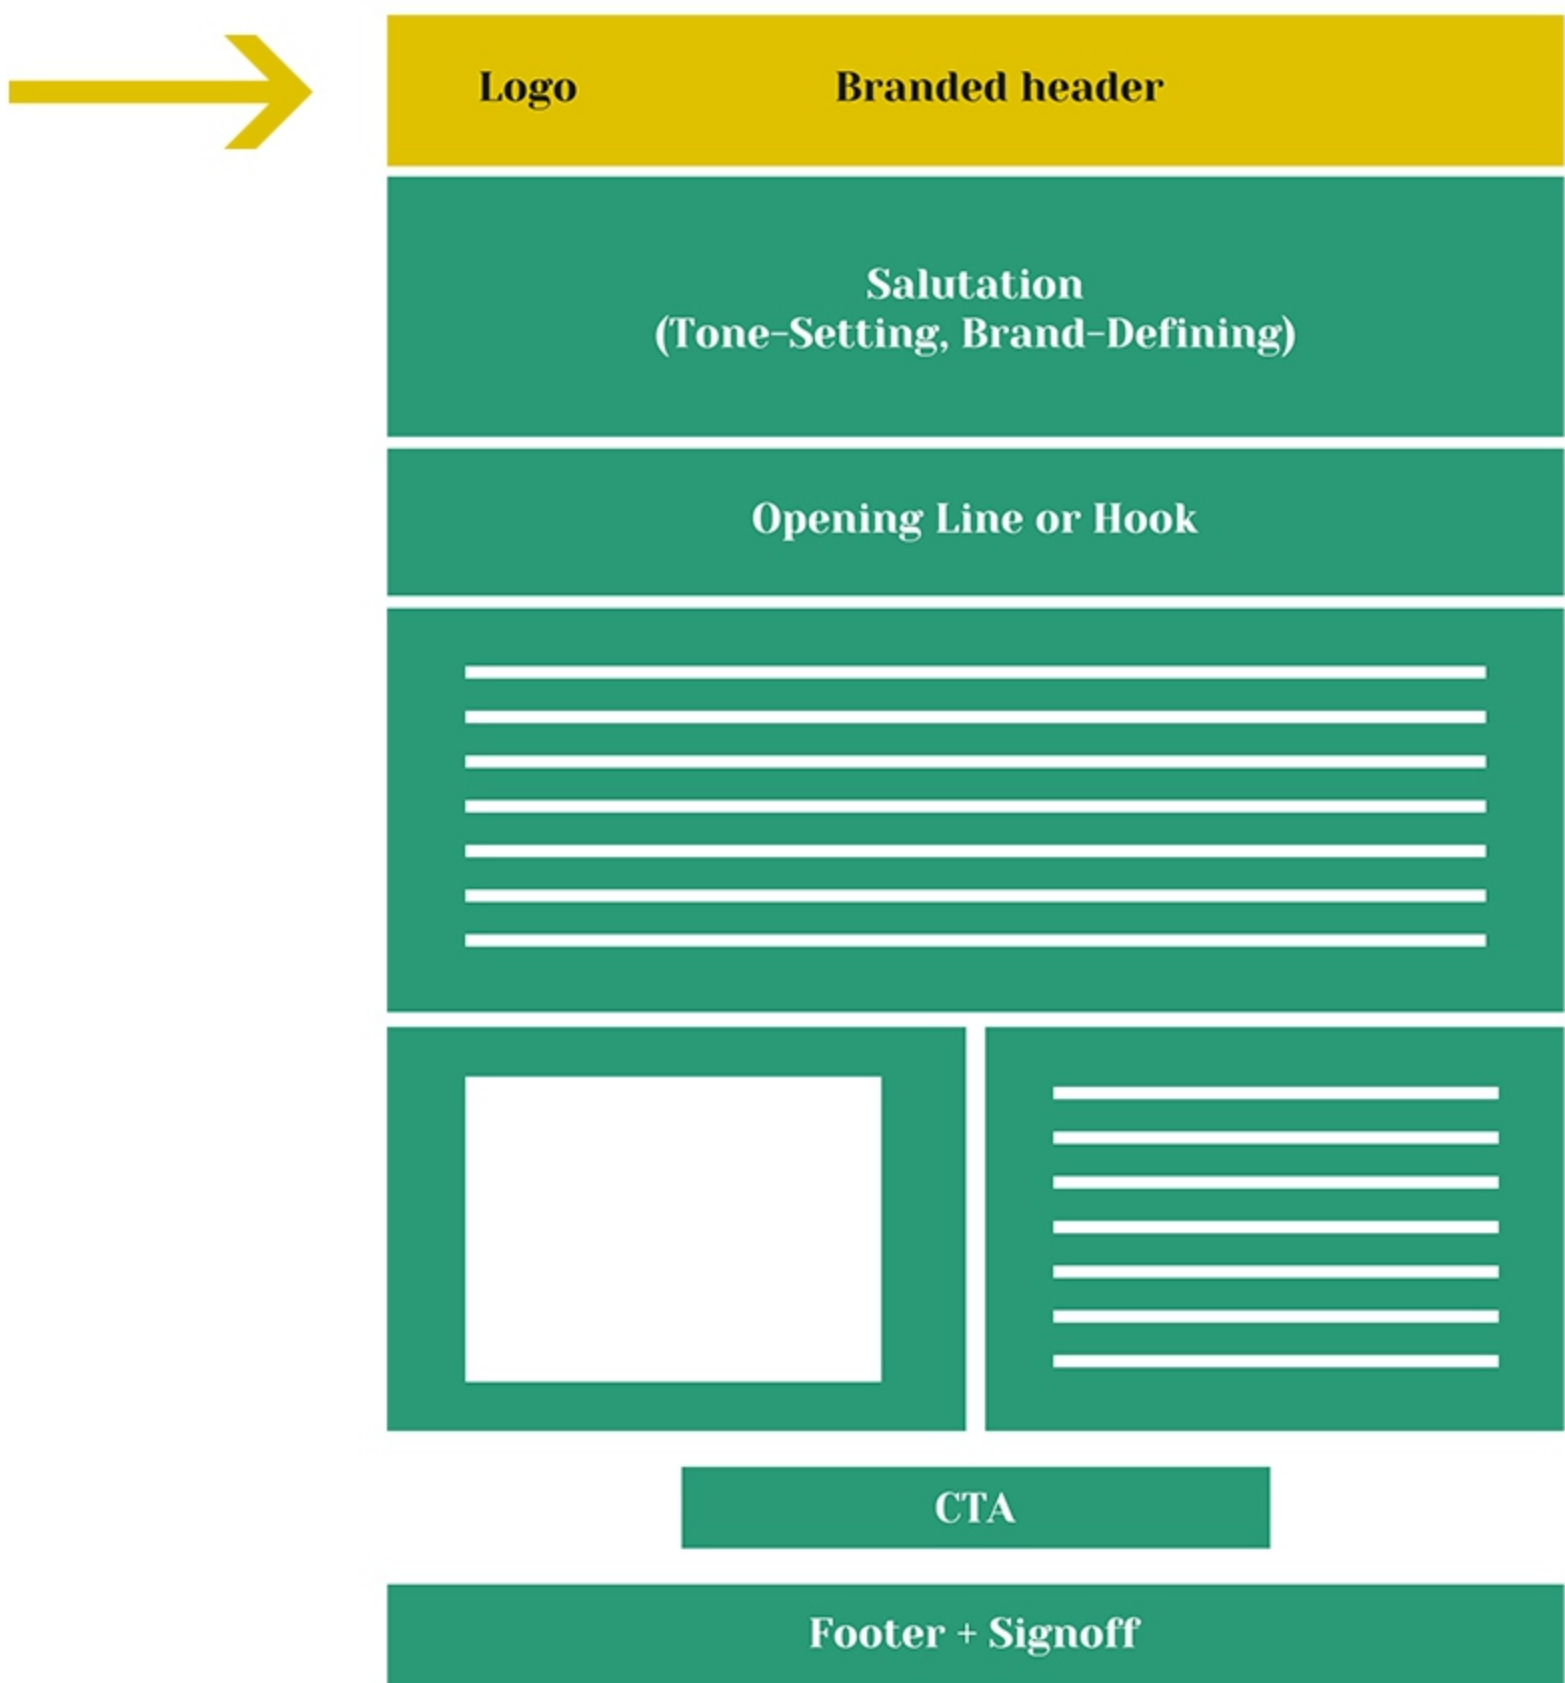 Logo Branded header
Salutation
(Tone-Setting, Brand-Defining)
Opening Line or Hook
CTA
Footer + Signoff